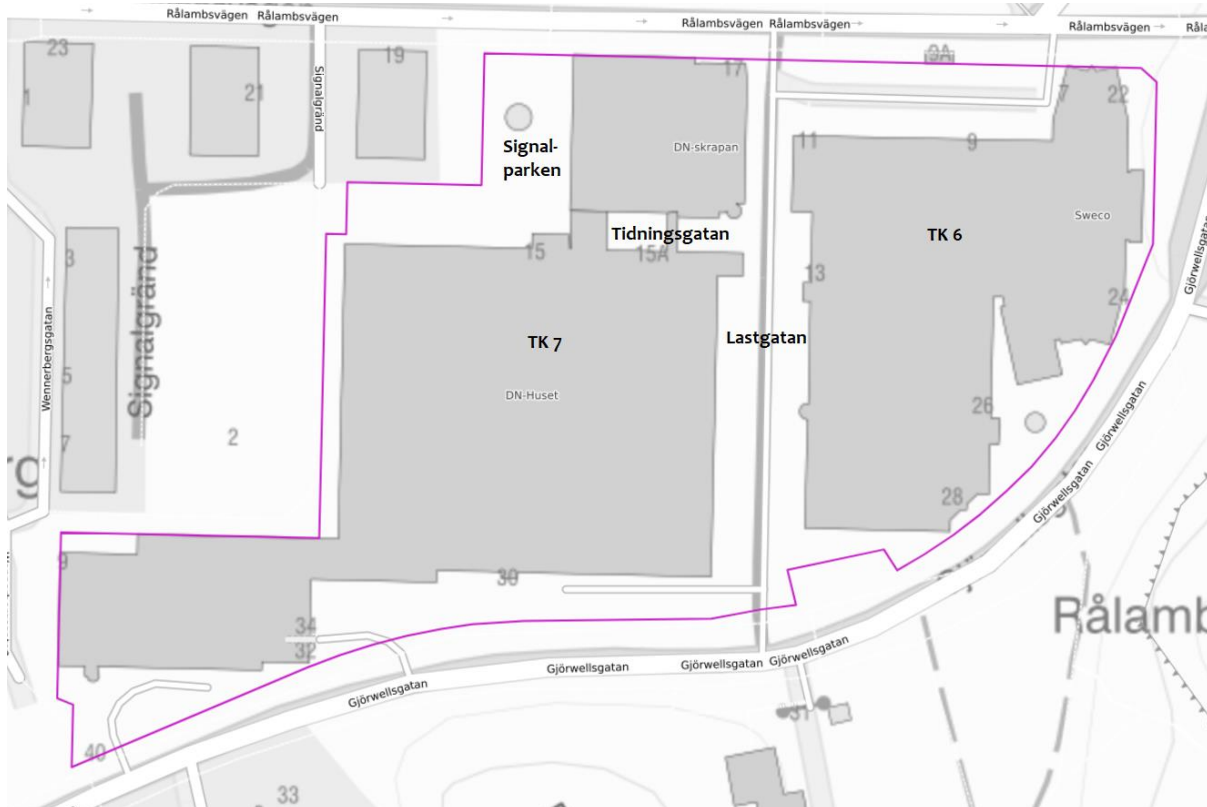 Rålambsvägen Rålambsvägen
Rålambsvägen Rålambsvägen
Rålambsvägen
Rål
23
21
19
17
9A
7
22
1
Signalgränd
Signal-
parken
DN-skrapan
11
9
Sweco
Tidningsgatan
TK 6
15
15A
3
13
24
Gjörwellsgatan
Signalgränd
Wennerbergsgatan
TK 7
Lastgatan
5
DN-Huset
2
26
Gjörwellsgatan
7
28
Gjörwellsgatan
9
30
34
32
Rålamb
Gjörwellsgatan
Gjörwellsgatan
Gjörwellsgatan
Gjörwellsgatan
40
31
33